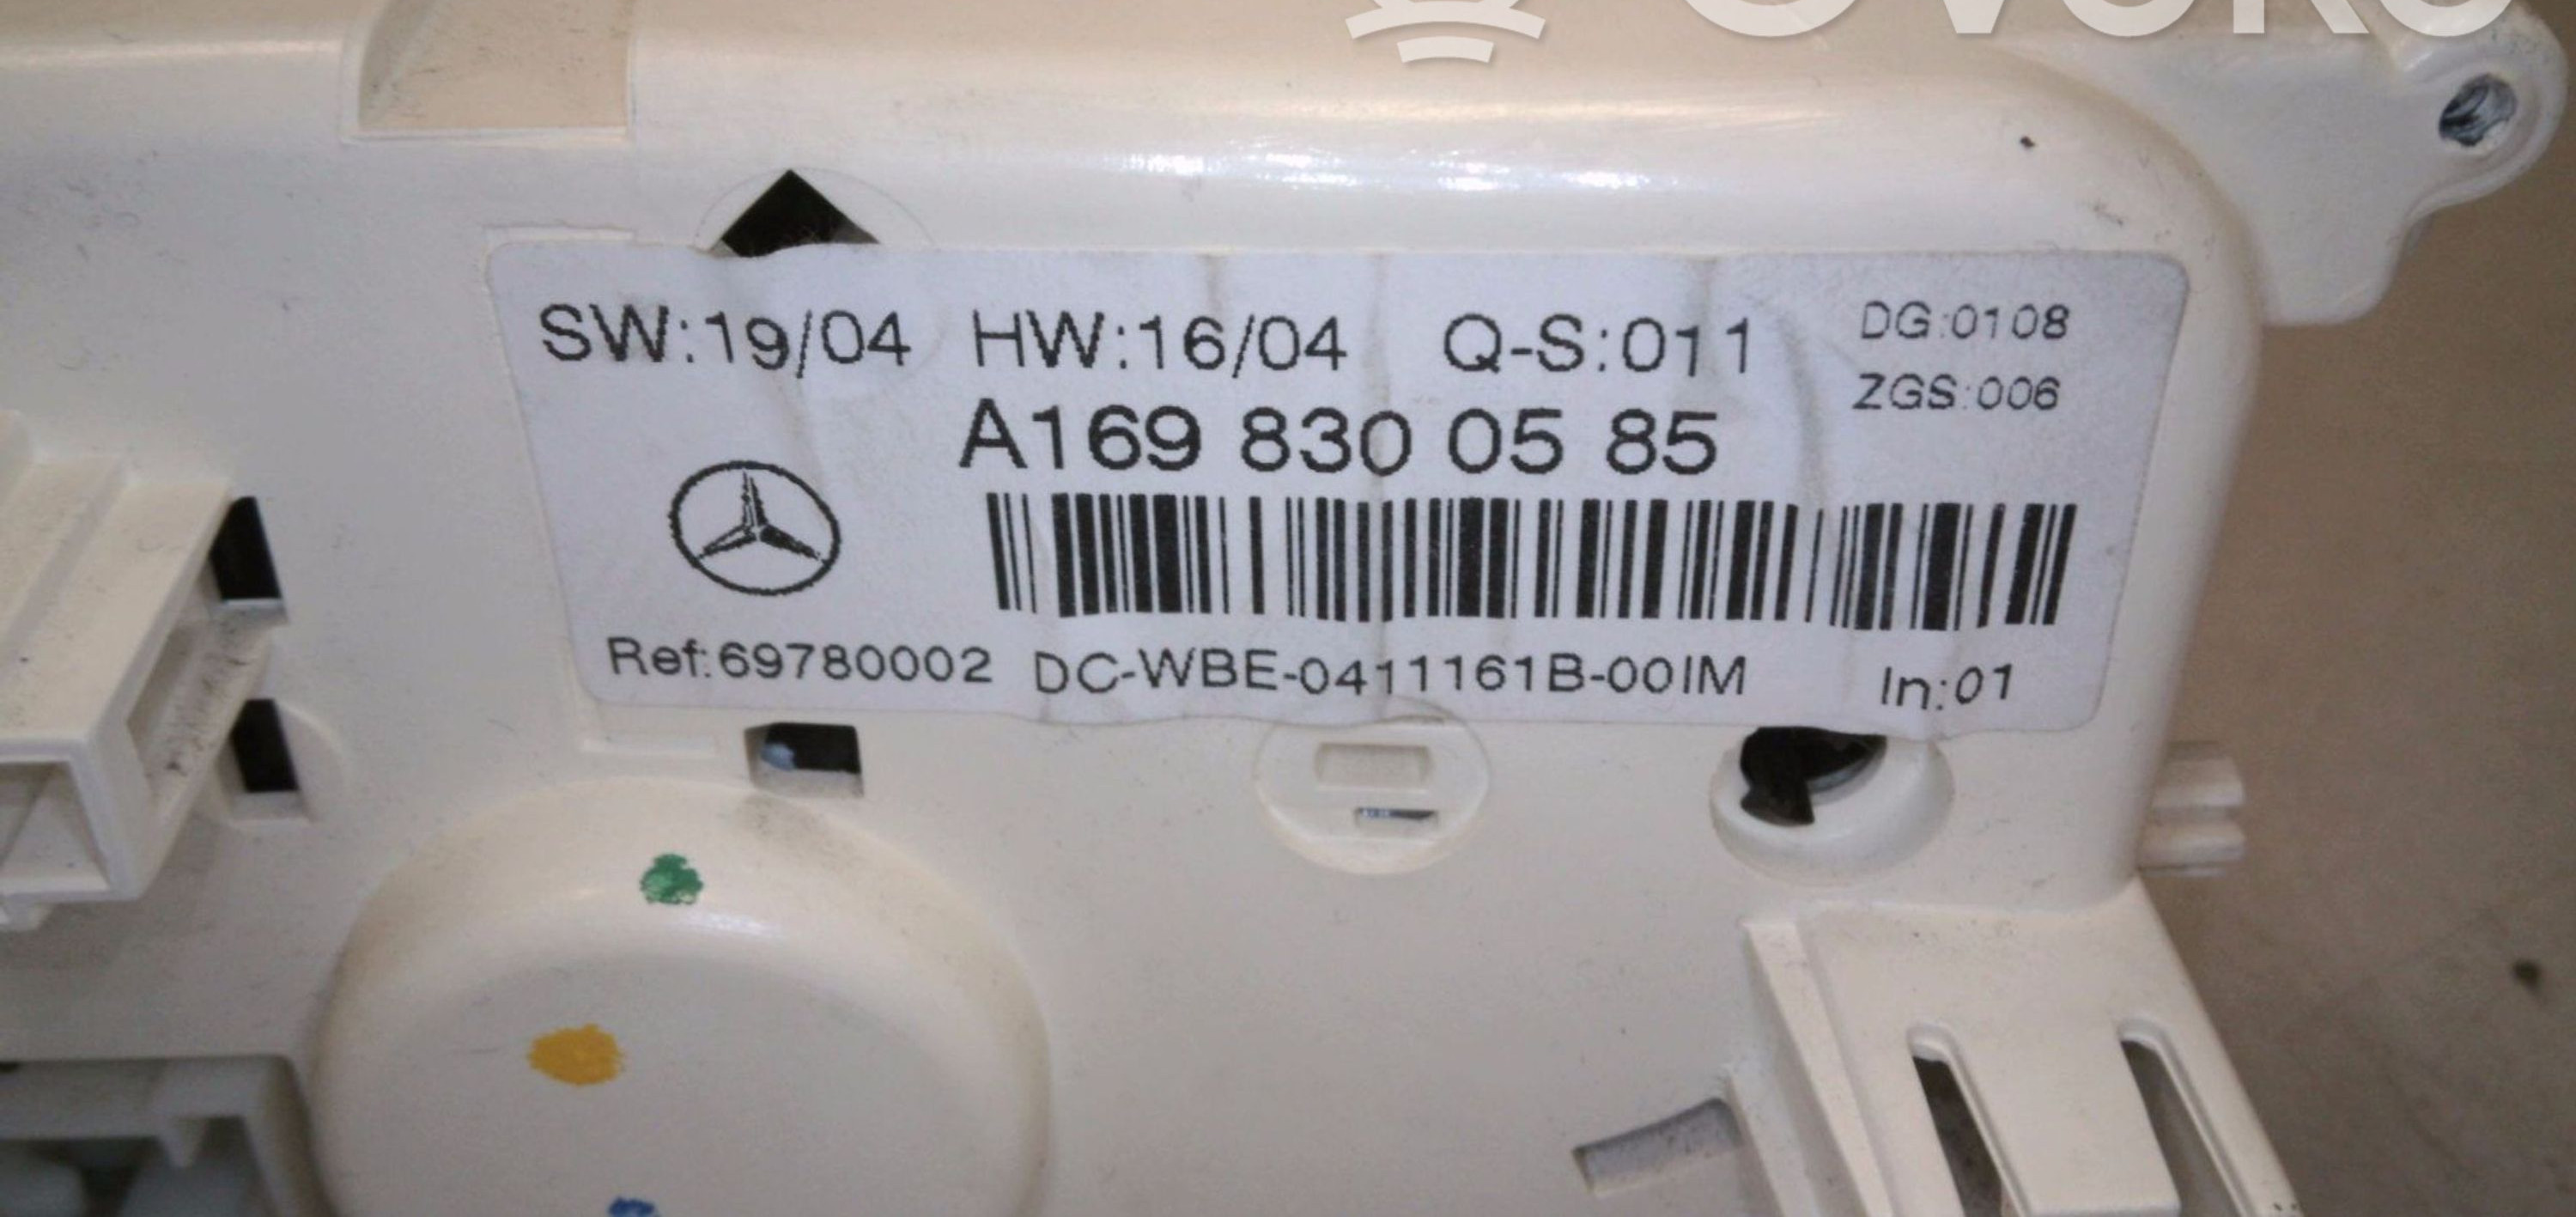 SW:19/04 HW:16/04 Q-S:011 DG:0108
ZGS:006
A169 830 05 85
Ref:69780002 DC-WBE-0411161B-00IM In:01